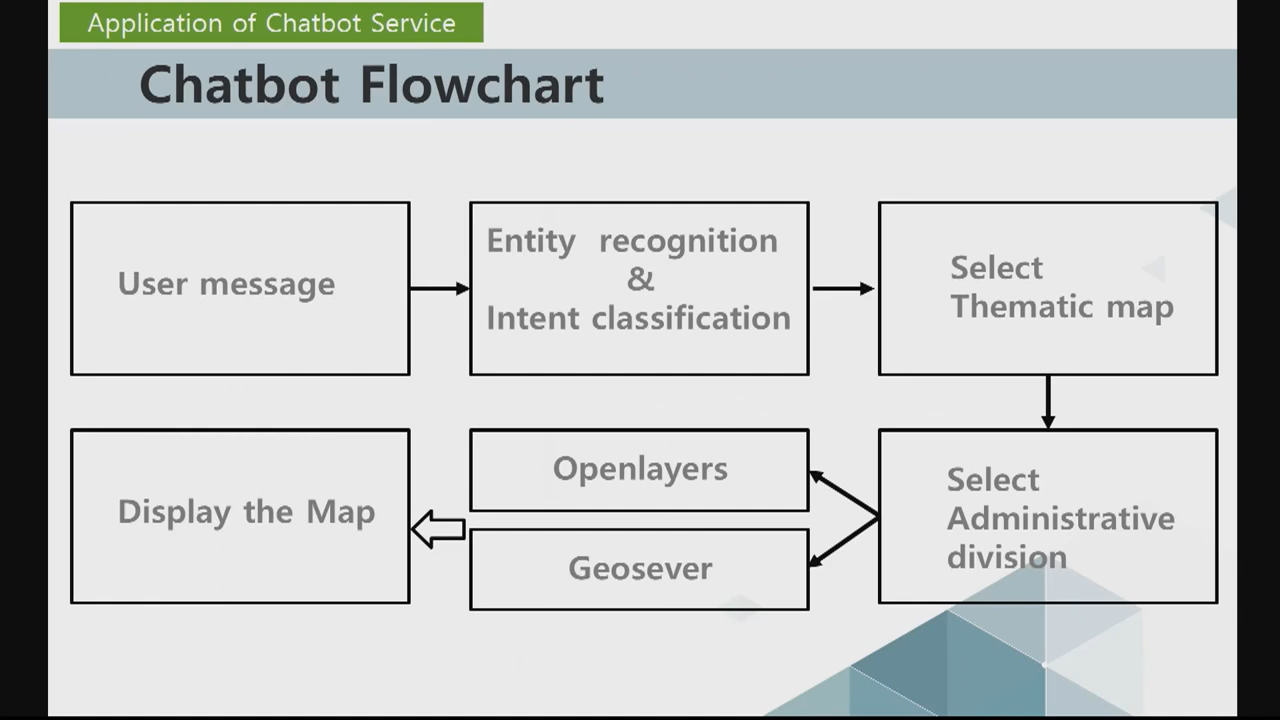 Application of Chatbot Service
Chatbot Flowchart
User message
Entity recognition
&
Intent classification
Select
Thematic map
Display the Map
Openlayers
Geosever
Select
Administrative
division